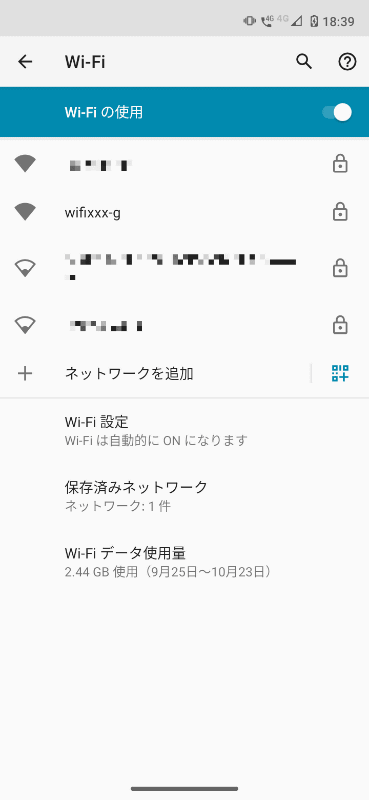 4G 4G 18:39
Wi-Fi
Wi-Fi の使用
wifixxx-g
ネットワークを追加
Wi-Fi 設定
Wi-Fi は自動的に ON になります
保存済みネットワーク
ネットワーク: 1 件
Wi-Fi データ使用量
2.44 GB 使用（9月25日～10月23日）